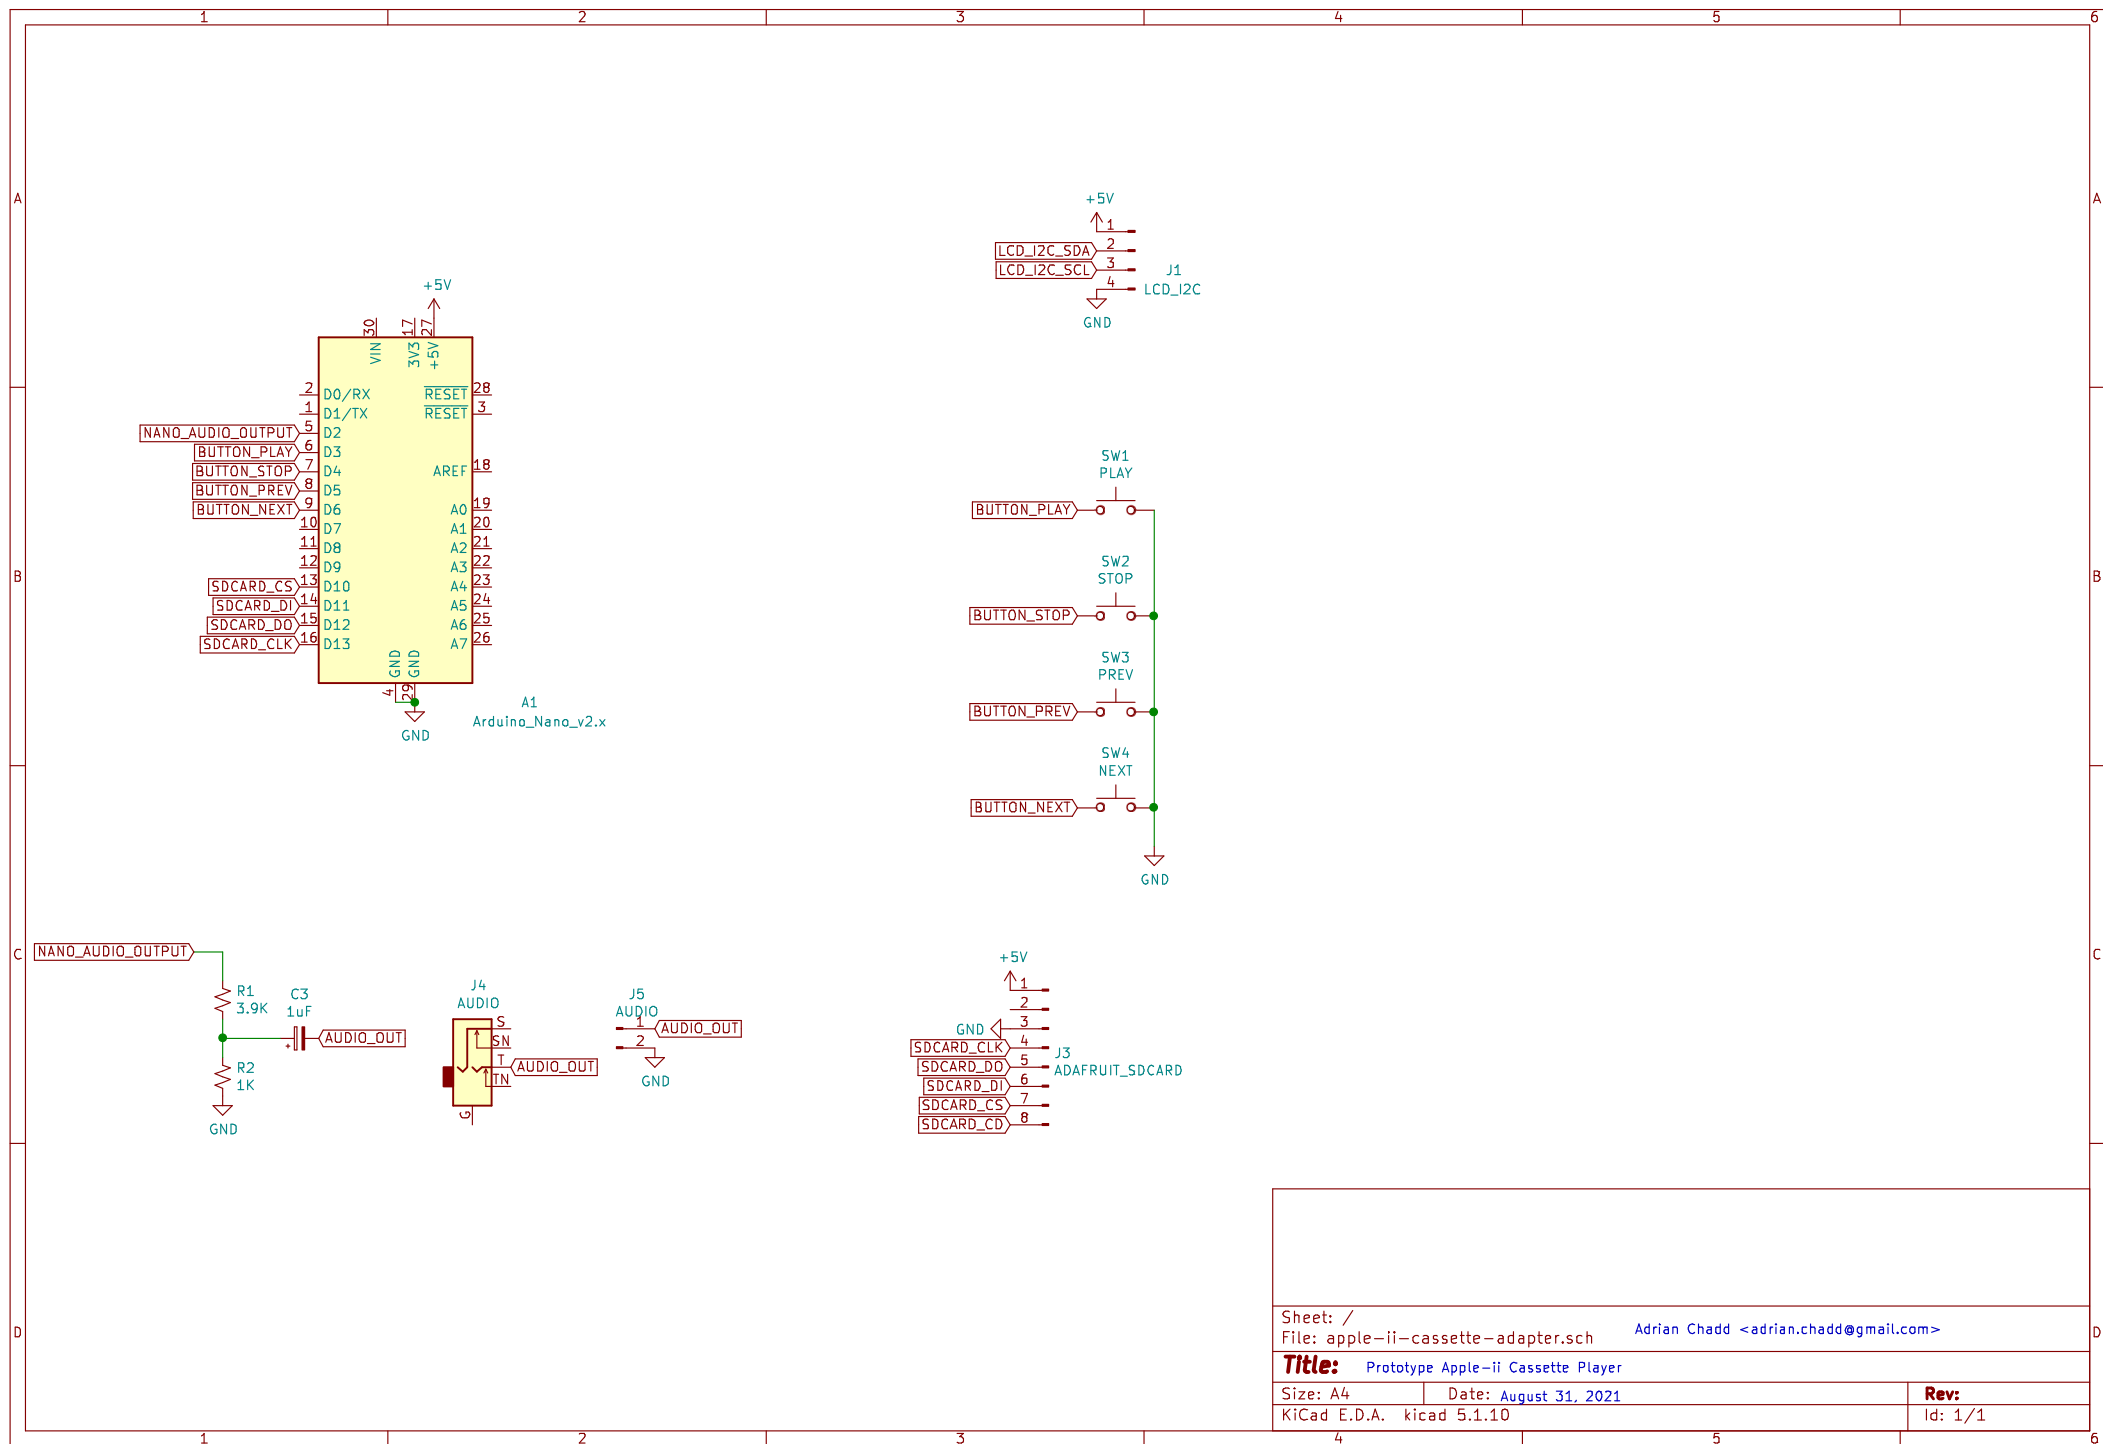 1 2 3 4 5 6
A A
B B
C C
D D
+5V
30 17 27
VIN 3V3 +5V
2 D0/RX RESET 28
1 D1/TX RESET 3
NANO_AUDIO_OUTPUT 5 D2
BUTTON_PLAY 6 D3
BUTTON_STOP 7 D4 AREF 18
BUTTON_PREV 8 D5
BUTTON_NEXT 9 D6 A0 19
10 D7 A1 20
11 D8 A2 21
12 D9 A3 22
SDCARD_CS 13 D10 A4 23
SDCARD_DI 14 D11 A5 24
SDCARD_DO 15 D12 A6 25
SDCARD_CLK 16 D13 A7 26
GND GND
4 29
GND
A1
Arduino_Nano_v2.x
+5V
1
LCD_I2C_SDA 2
LCD_I2C_SCL 3
4
GND
J1
LCD_I2C
SW1
PLAY
BUTTON_PLAY
SW2
STOP
BUTTON_STOP
SW3
PREV
BUTTON_PREV
SW4
NEXT
BUTTON_NEXT
GND
NANO_AUDIO_OUTPUT
R1
3.9K
C3
1uF
+
AUDIO_OUT
R2
1K
GND
J4
AUDIO
S
SN
T AUDIO_OUT
TN
G
J5
AUDIO
1 AUDIO_OUT
2
GND
+5V
1
2
GND 3
SDCARD_CLK 4
SDCARD_DO 5
SDCARD_DI 6
SDCARD_CS 7
SDCARD_CD 8
J3
ADAFRUIT_SDCARD
Sheet: /
File: apple-ii-cassette-adapter.sch
Adrian Chadd <adrian.chadd@gmail.com>
Title: Prototype Apple-ii Cassette Player
Size: A4 Date: August 31, 2021 Rev:
KiCad E.D.A. kicad 5.1.10 Id: 1/1
1 2 3 4 5 6